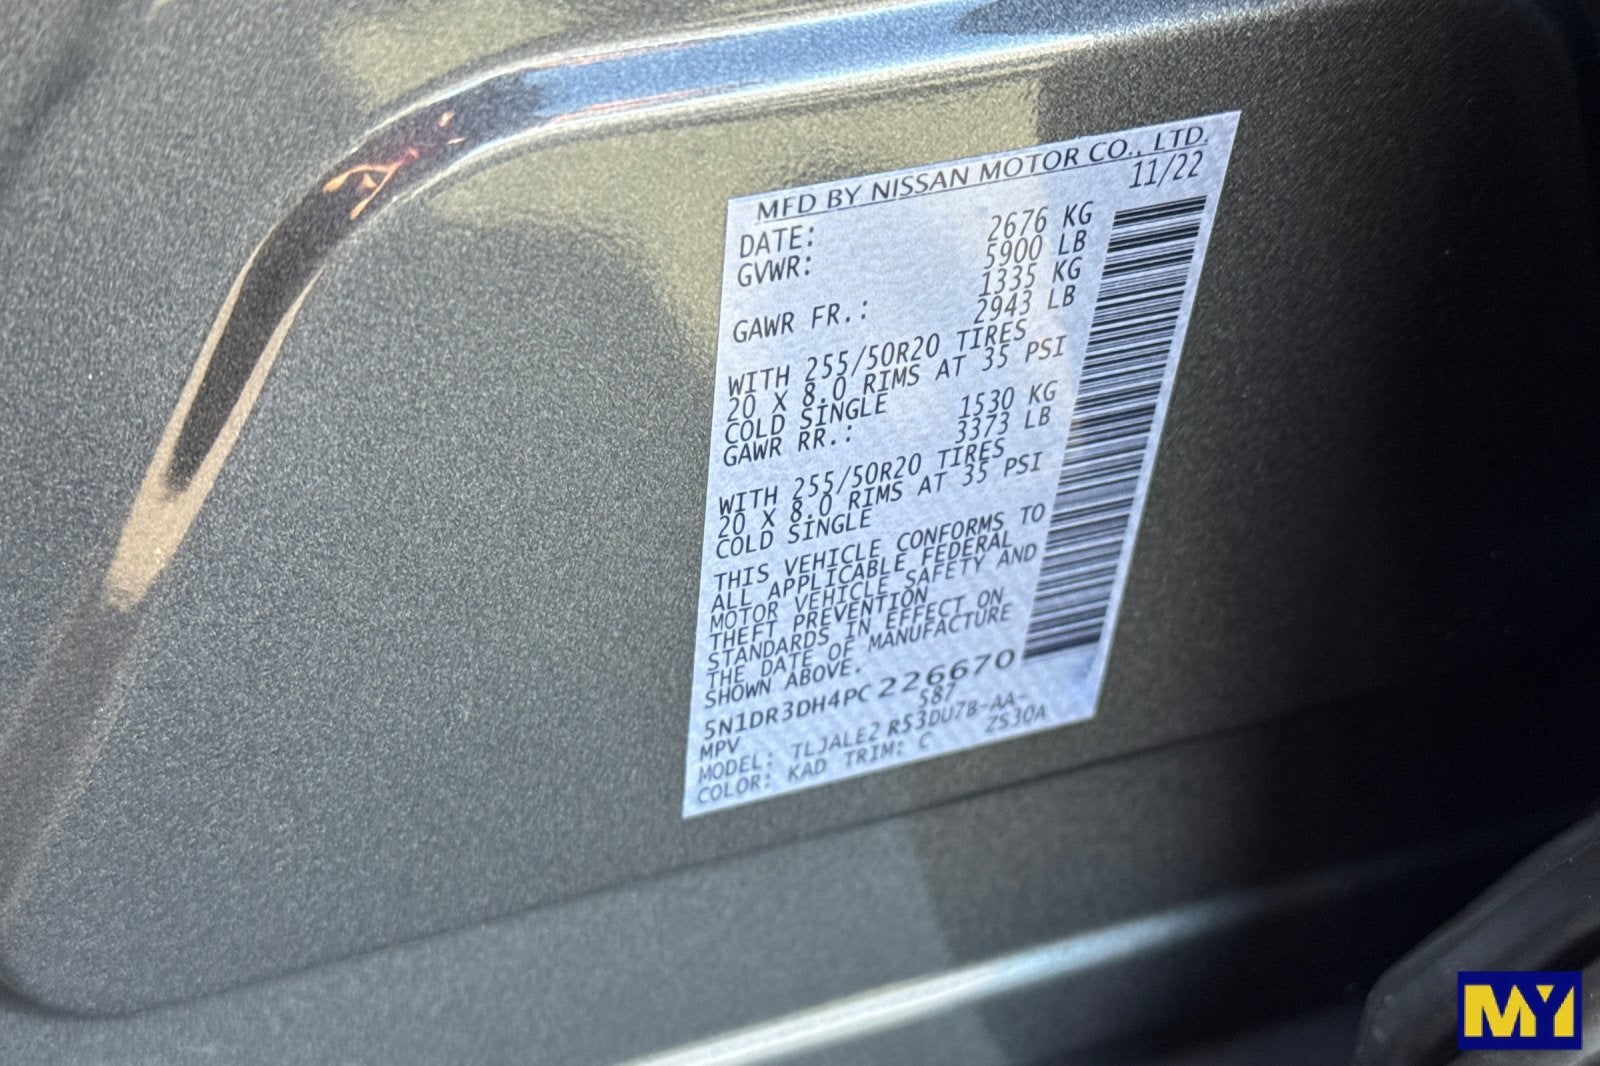 MFD BY NISSAN MOTOR CO., LTD.
DATE: 11/22
GVWR: 2676 KG
5900 LB
GAWR FR.: 1335 KG
2943 LB
WITH 255/50R20 TIRES
20 X 8.0 RIMS AT 35 PSI
COLD SINGLE
GAWR RR.: 1530 KG
3373 LB
WITH 255/50R20 TIRES
20 X 8.0 RIMS AT 35 PSI
COLD SINGLE
THIS VEHICLE CONFORMS TO
ALL APPLICABLE FEDERAL
MOTOR VEHICLE SAFETY AND
THEFT PREVENTION
STANDARDS IN EFFECT ON
THE DATE OF MANUFACTURE
SHOWN ABOVE.
5N1DR3DH4PC226670
MPV 587
MODEL: TLJALE2 R53DU7B-AA-
COLOR: KAD TRIM: C ZS30A
MY